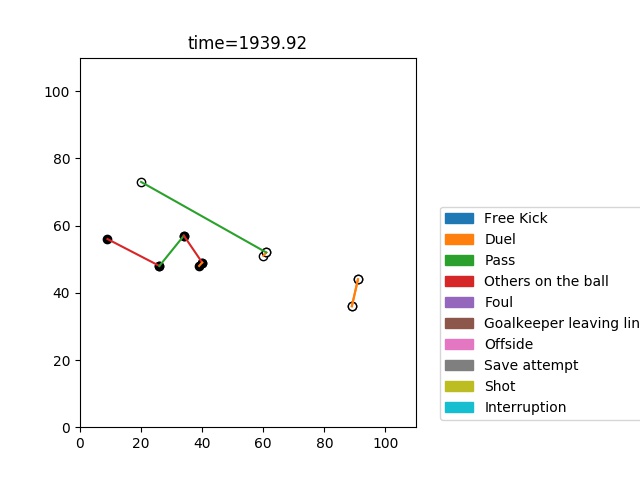 time=1939.92
100
80
60
40
20
0
0 20 40 60 80 100
Free Kick
Duel
Pass
Others on the ball
Foul
Goalkeeper leaving lin
Offside
Save attempt
Shot
Interruption